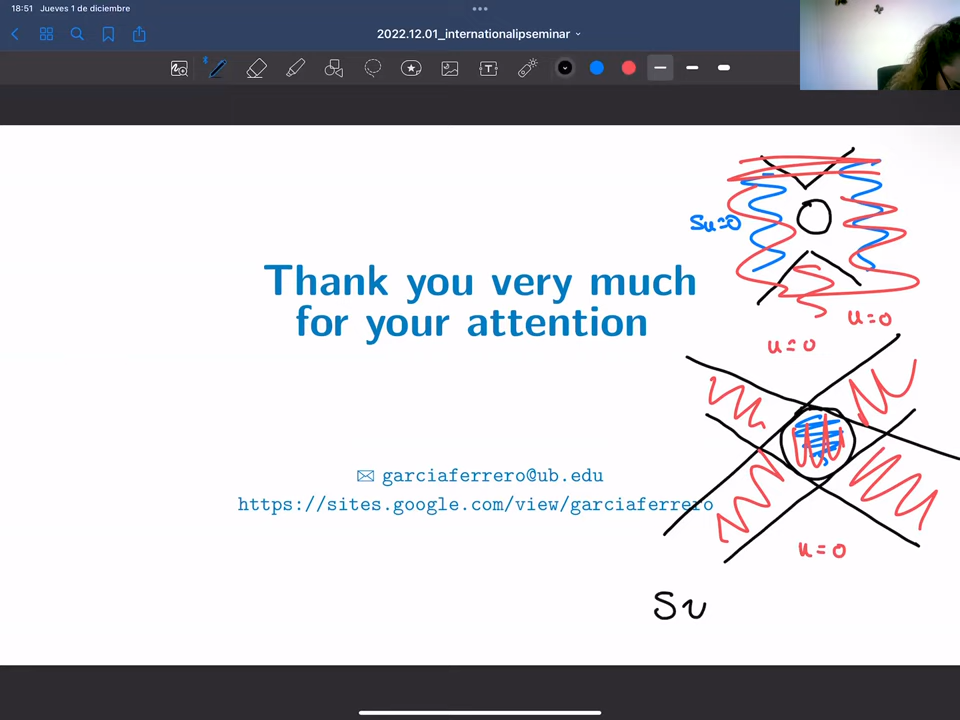 18:51 Jueves 1 de diciembre
2022.12.01_internationalipseminar
Su=0
Thank you very much
for your attention
u=0
u=0
garciaferrero@ub.edu
https://sites.google.com/view/garciaferrero
u=0
Su